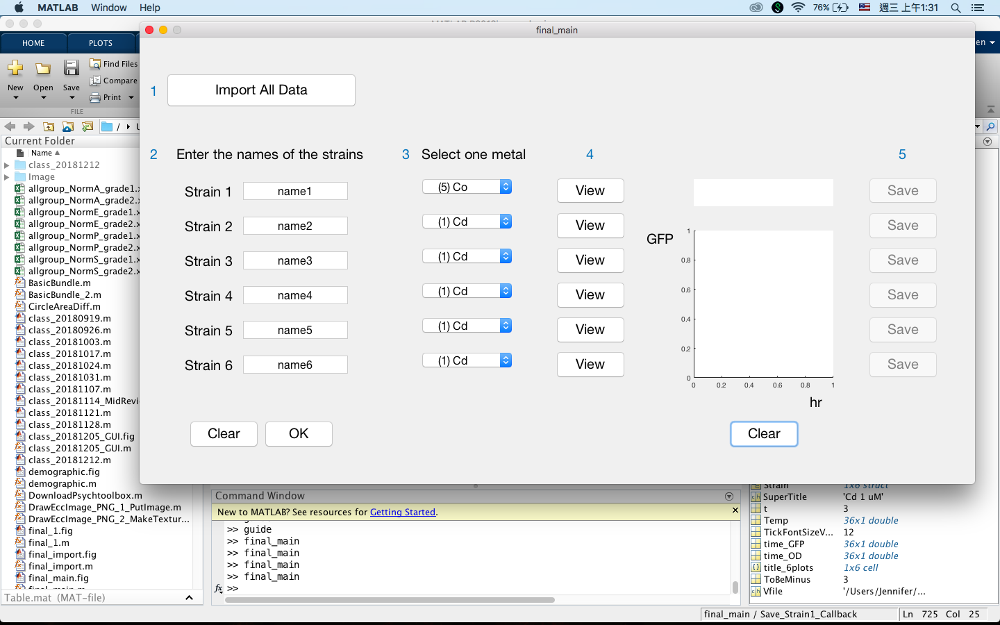 MATLAB Window Help
76% 週三 上午1:31
final_main
HOME PLOTS
en
New Open Save
Find Files
Compare
Print
FILE
/
Current Folder
Name
class_20181212
Image
allgroup_NormA_grade1.x
allgroup_NormA_grade2.x
allgroup_NormE_grade1.x
allgroup_NormE_grade2.x
allgroup_NormP_grade1.x
allgroup_NormP_grade2.x
allgroup_NormS_grade1.x
allgroup_NormS_grade2.x
BasicBundle.m
BasicBundle_2.m
CircleAreaDiff.m
class_20180919.m
class_20180926.m
class_20181003.m
class_20181017.m
class_20181024.m
class_20181031.m
class_20181107.m
class_20181114_MidRevi
class_20181121.m
class_20181128.m
class_20181205_GUI.fig
class_20181205_GUI.m
class_20181212.m
demographic.fig
demographic.m
DownloadPsychtoolbox.m
DrawEccImage_PNG_1_PutImage.m
DrawEccImage_PNG_2_MakeTextur...
final_1.fig
final_1.m
final_import.fig
final_import.m
final_main.fig
final_main.m
Table.mat (MAT-file)
1 Import All Data
2 Enter the names of the strains
3 Select one metal
4
5
Strain 1 name1 (5) Co View Save
Strain 2 name2 (1) Cd View Save
Strain 3 name3 (1) Cd View Save
Strain 4 name4 (1) Cd View Save
Strain 5 name5 (1) Cd View Save
Strain 6 name6 (1) Cd View Save
GFP
1
0.8
0.6
0.4
0.2
0
0 0.2 0.4 0.6 0.8 1
hr
Clear OK
Clear
Command Window
New to MATLAB? See resources for Getting Started.
>> guide
>> final_main
>> final_main
>> final_main
>> final_main
fx >>
Strain 1x6 struct
SuperTitle 'Cd 1 uM'
t 3
Temp 36x1 double
TickFontSizeV... 12
time_GFP 36x1 double
time_OD 36x1 double
title_6plots 1x6 cell
ToBeMinus 3
Vfile '/Users/Jennifer/...
final_main / Save_Strain1_Callback
Ln 725 Col 25